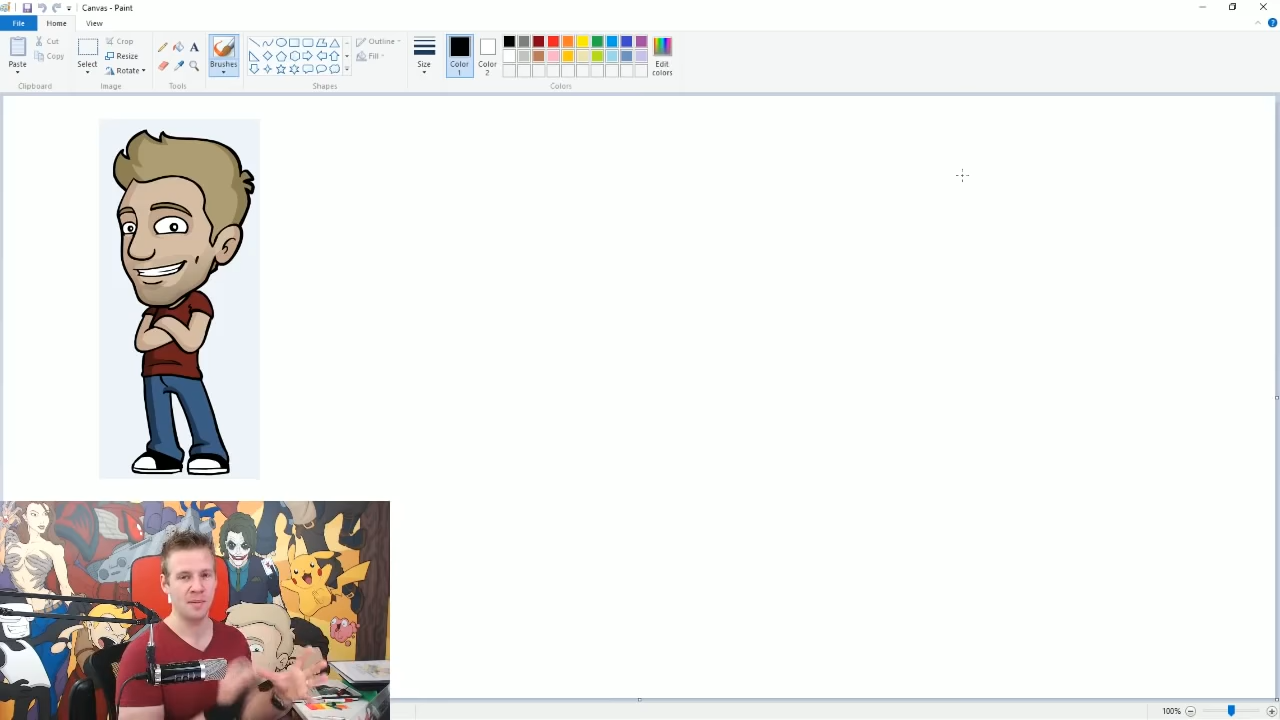 Canvas - Paint
File
Home
View
Paste
Cut
Copy
Clipboard
Select
Crop
Resize
Rotate
Image
A
Tools
Brushes
Shapes
Outline
Fill
Size
Color
1
Color
2
Edit
colors
Colors
100%